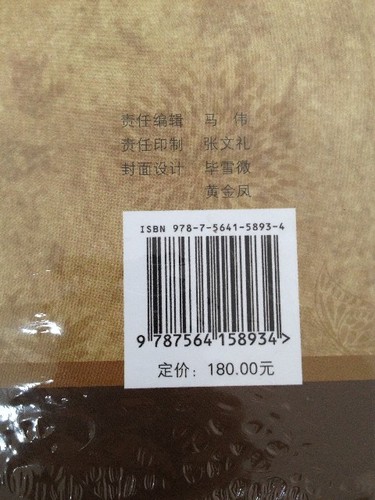 责任编辑 马 伟
责任印制 张文礼
封面设计 毕雪微
黄金凤
ISBN 978-7-5641-5893-4
9 787564 158934 >
定价：180.00元